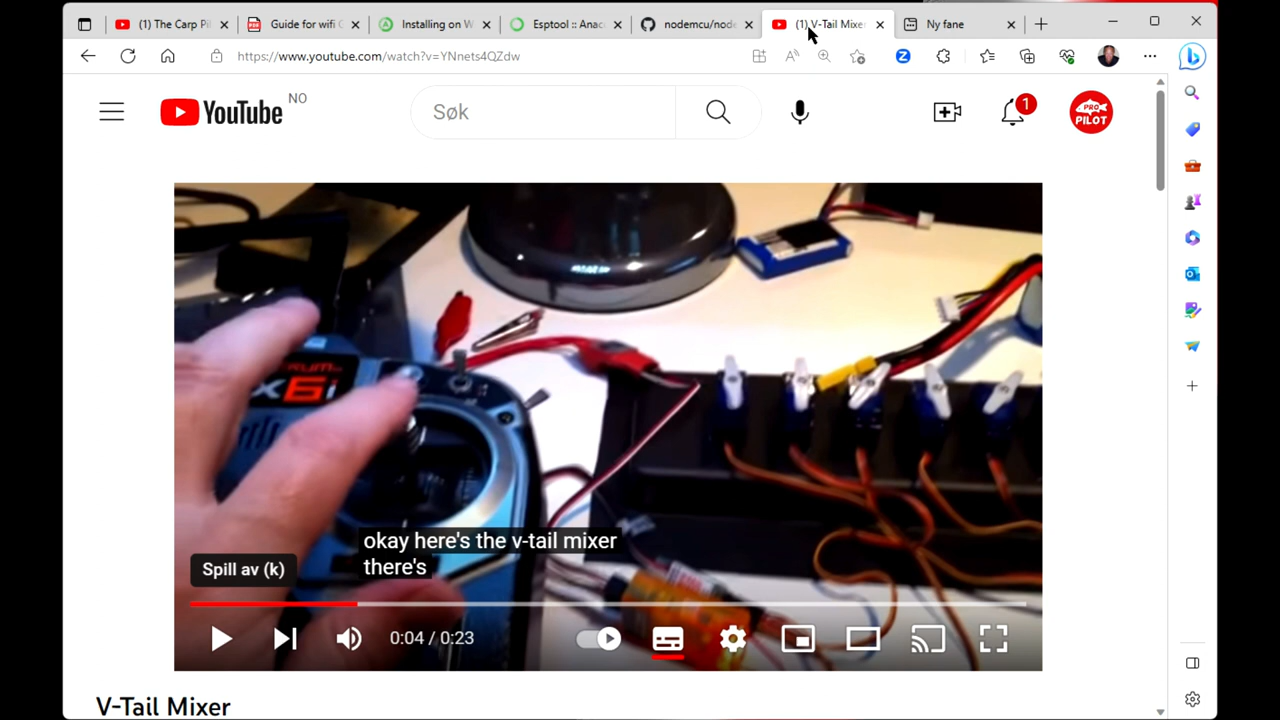 (1) The Carp Pi
Guide for wifi
Installing on W
Esptool :: Anac
nodemcu/node
(1) V-Tail Mixer
Ny fane
https://www.youtube.com/watch?v=YNnets4QZdw
YouTube NO
Søk
1
PRO
PILOT
X6i
okay here's the v-tail mixer
there's
Spill av (k)
0:04 / 0:23
V-Tail Mixer